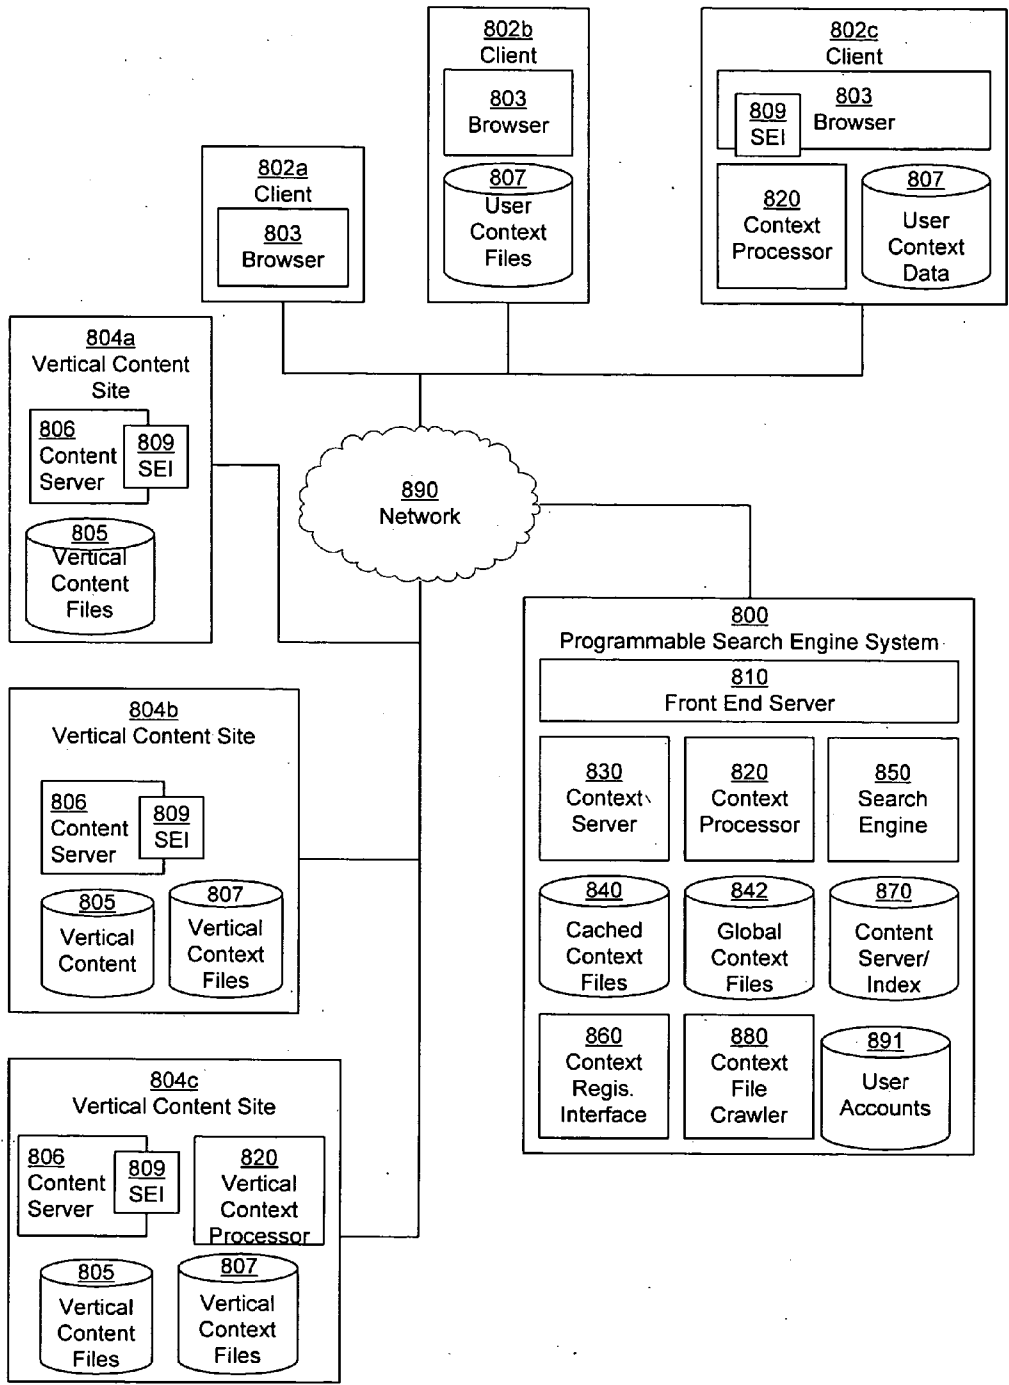 802a
Client
803
Browser
802b
Client
803
Browser
807
User
Context
Files
802c
Client
803
Browser
809
SEI
820
Context
Processor
807
User
Context
Data
804a
Vertical Content
Site
806
Content
Server
809
SEI
805
Vertical
Content
Files
890
Network
804b
Vertical Content Site
806
Content
Server
809
SEI
805
Vertical
Content
807
Vertical
Context
Files
804c
Vertical Content Site
806
Content
Server
809
SEI
820
Vertical
Context
Processor
805
Vertical
Content
Files
807
Vertical
Context
Files
800
Programmable Search Engine System
810
Front End Server
830
Context
Server
820
Context
Processor
850
Search
Engine
840
Cached
Context
Files
842
Global
Context
Files
870
Content
Server/
Index
860
Context
Regis.
Interface
880
Context
File
Crawler
891
User
Accounts